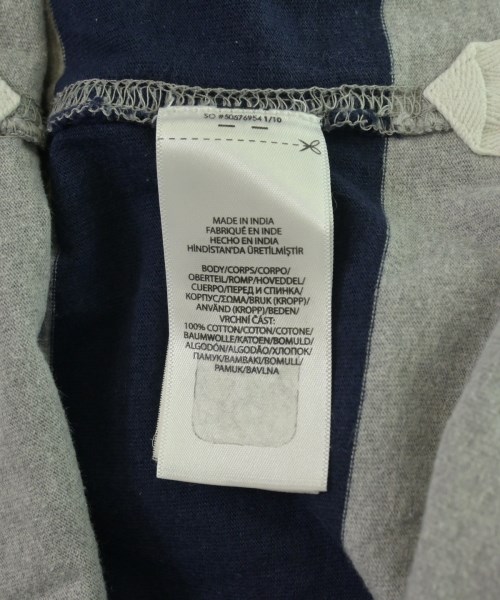 SO #50576954 1/10
MADE IN INDIA
FABRIQUÉ EN INDE
HECHO EN INDIA
HİNDİSTAN'DA ÜRETİLMİŞTİR
BODY/CORPS/CORPO/
OBERTEIL/ROMP/HOVEDDEL/
CUERPO/ПЕРЕД И СПИНКА/
KOPΠУС/ΣΩΜΑ/BRUK (KROPP)/
ANVÄND (KROPP)/BEDEN/
VRCHNÍ ČÁST:
100% COTTON/COTON/COTONE/
BAUMWOLLE/KATOEN/BOMULD/
ALGODÓN/ALGODÃO/ХЛОПОК/
ПАМУК/BAMBAKI/BOMULL/
PAMUK/BAVLNA